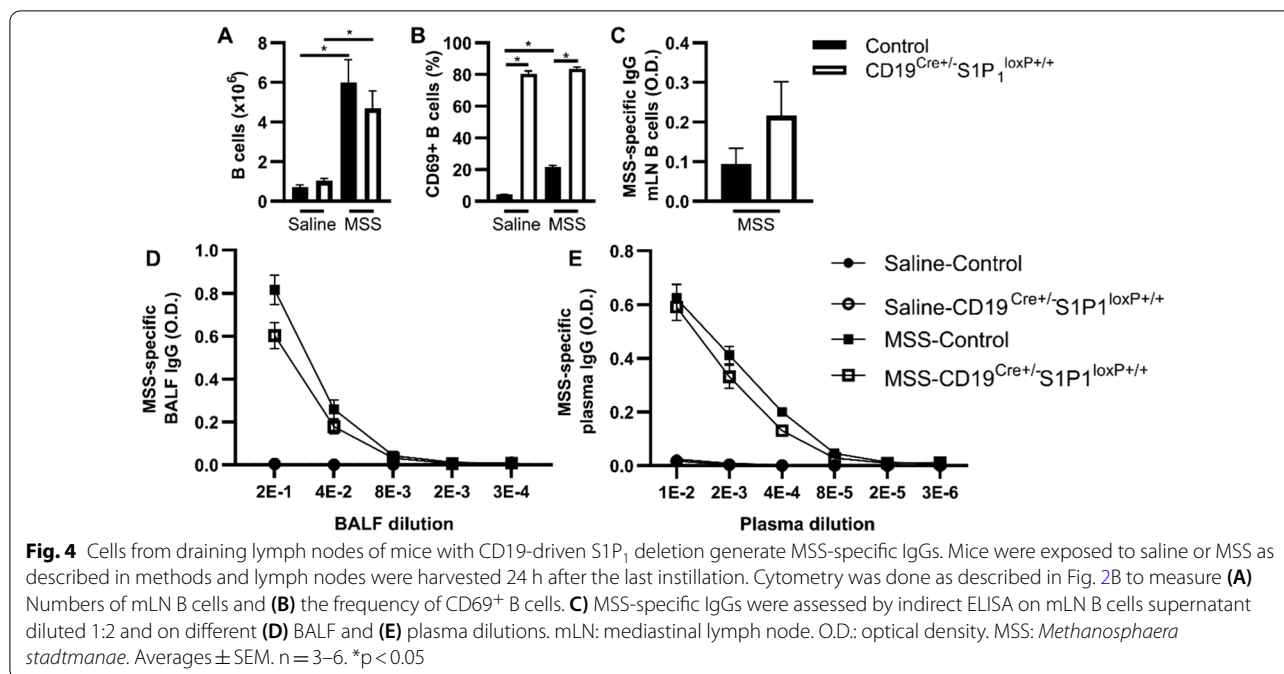 A
B cells (x10⁶)
8
6
4
2
0
*
*
Saline MSS
B
CD69+ B cells (%)
100
80
60
40
20
0
*
*
*
Saline MSS
C
MSS-specific IgG
mLN B cells (O.D.)
0.4
0.3
0.2
0.1
0.0
MSS
Control
CD19Cre+/-S1P₁loxP+/+
D
MSS-specific
BALF IgG (O.D.)
1.0
0.8
0.6
0.4
0.2
0.0
2E-1 4E-2 8E-3 2E-3 3E-4
BALF dilution
E
MSS-specific
plasma IgG (O.D.)
0.8
0.6
0.4
0.2
0.0
1E-2 2E-3 4E-4 8E-5 2E-5 3E-6
Plasma dilution
Saline-Control
Saline-CD19Cre+/-S1P1loxP+/+
MSS-Control
MSS-CD19Cre+/-S1P1loxP+/+
Fig. 4 Cells from draining lymph nodes of mice with CD19-driven S1P₁ deletion generate MSS-specific IgGs. Mice were exposed to saline or MSS as
described in methods and lymph nodes were harvested 24 h after the last instillation. Cytometry was done as described in Fig. 2B to measure (A)
Numbers of mLN B cells and (B) the frequency of CD69⁺ B cells. C) MSS-specific IgGs were assessed by indirect ELISA on mLN B cells supernatant
diluted 1:2 and on different (D) BALF and (E) plasma dilutions. mLN: mediastinal lymph node. O.D.: optical density. MSS: Methanosphaera
stadtmanae. Averages ± SEM. n = 3–6. *p < 0.05